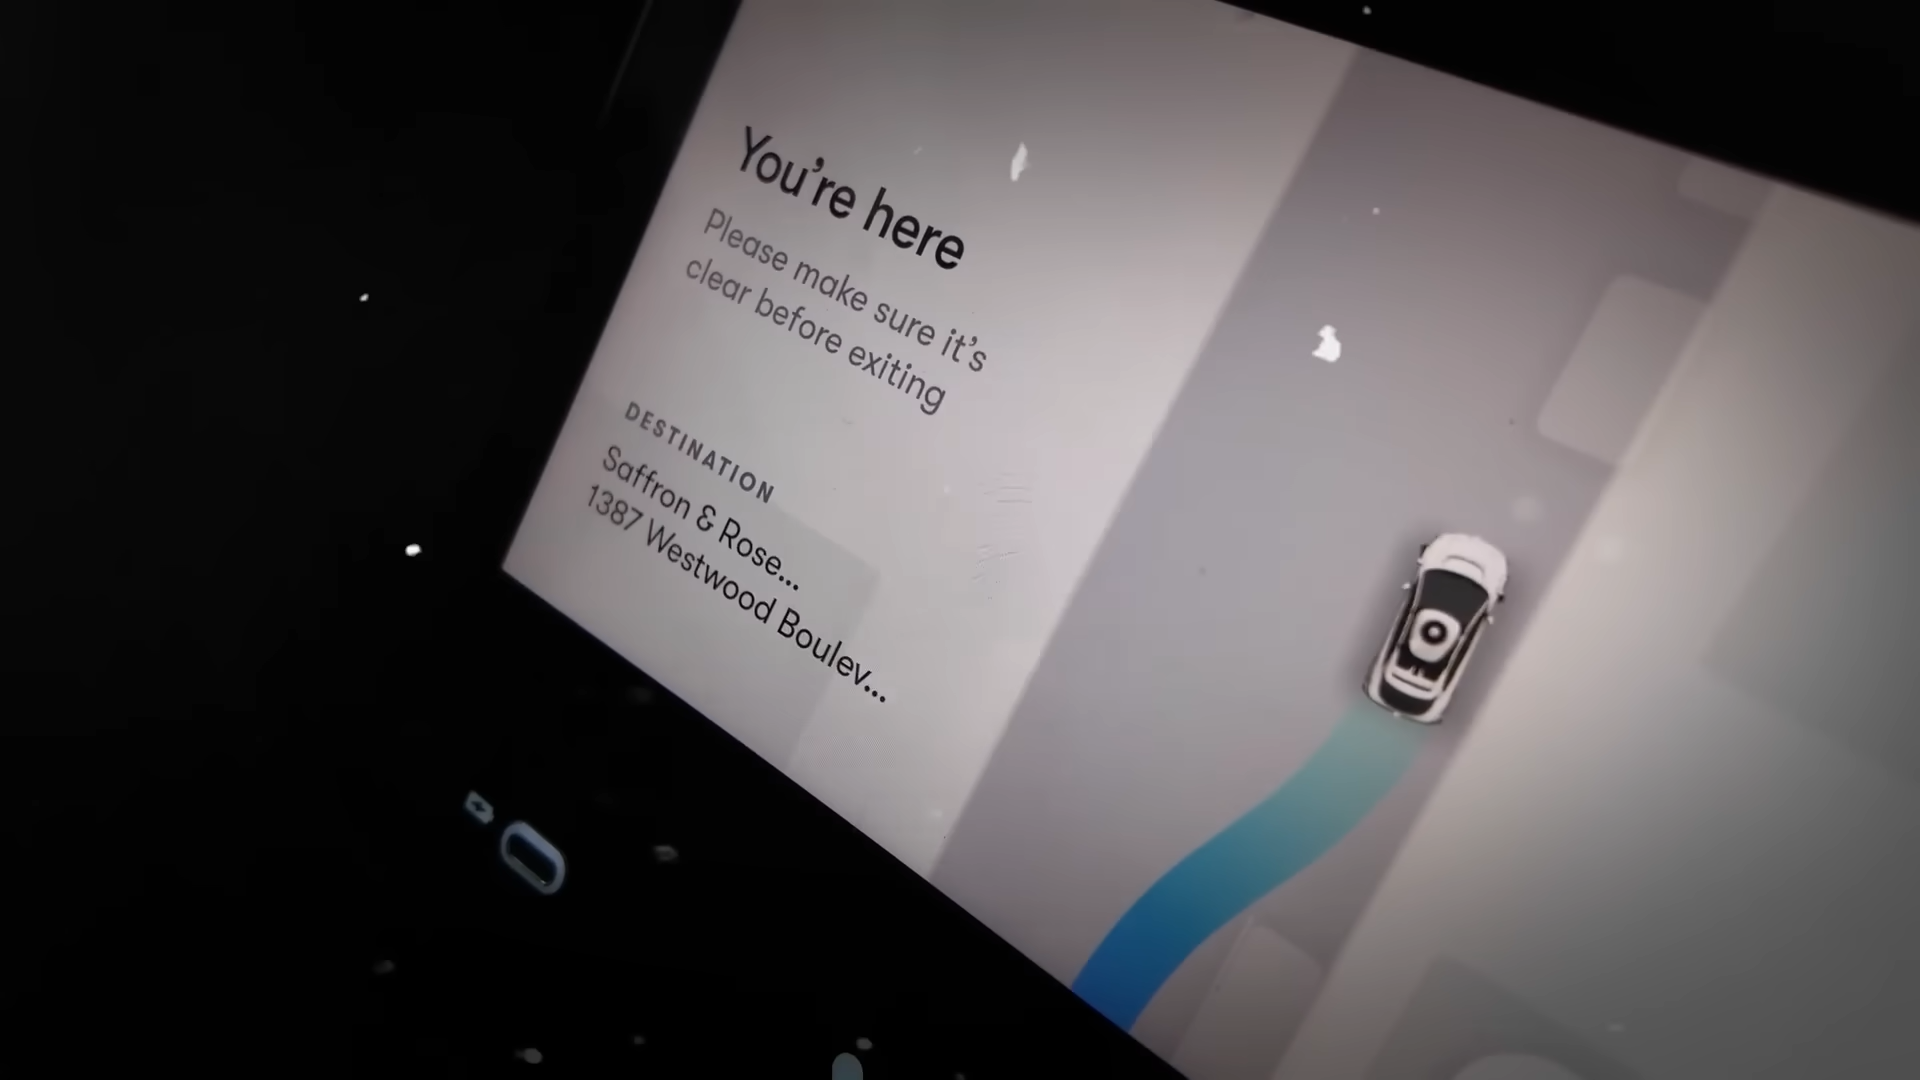 You’re here
Please make sure it’s
clear before exiting
DESTINATION
Saffron & Rose...
1387 Westwood Boulev...